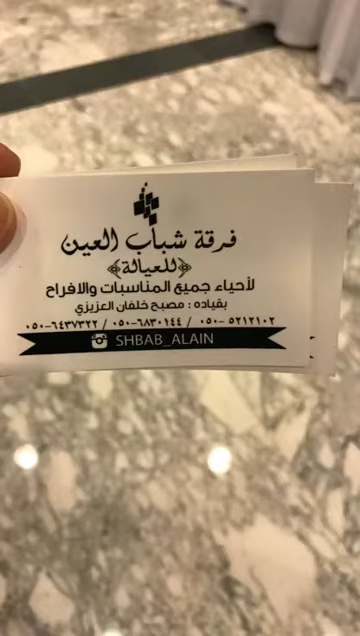 فرقة شباب العين
﴿للعيالة﴾
لأحياء جميع المناسبات والافراح
بقياده : مصبح خلفان العزيزي
٠٥٠-٥٢١٢١٠٢ / ٠٥٠-٦٨٣٠١٤٤ / ٠٥٠-٦٤٣٧٣٢٢
SHBAB_ALAIN